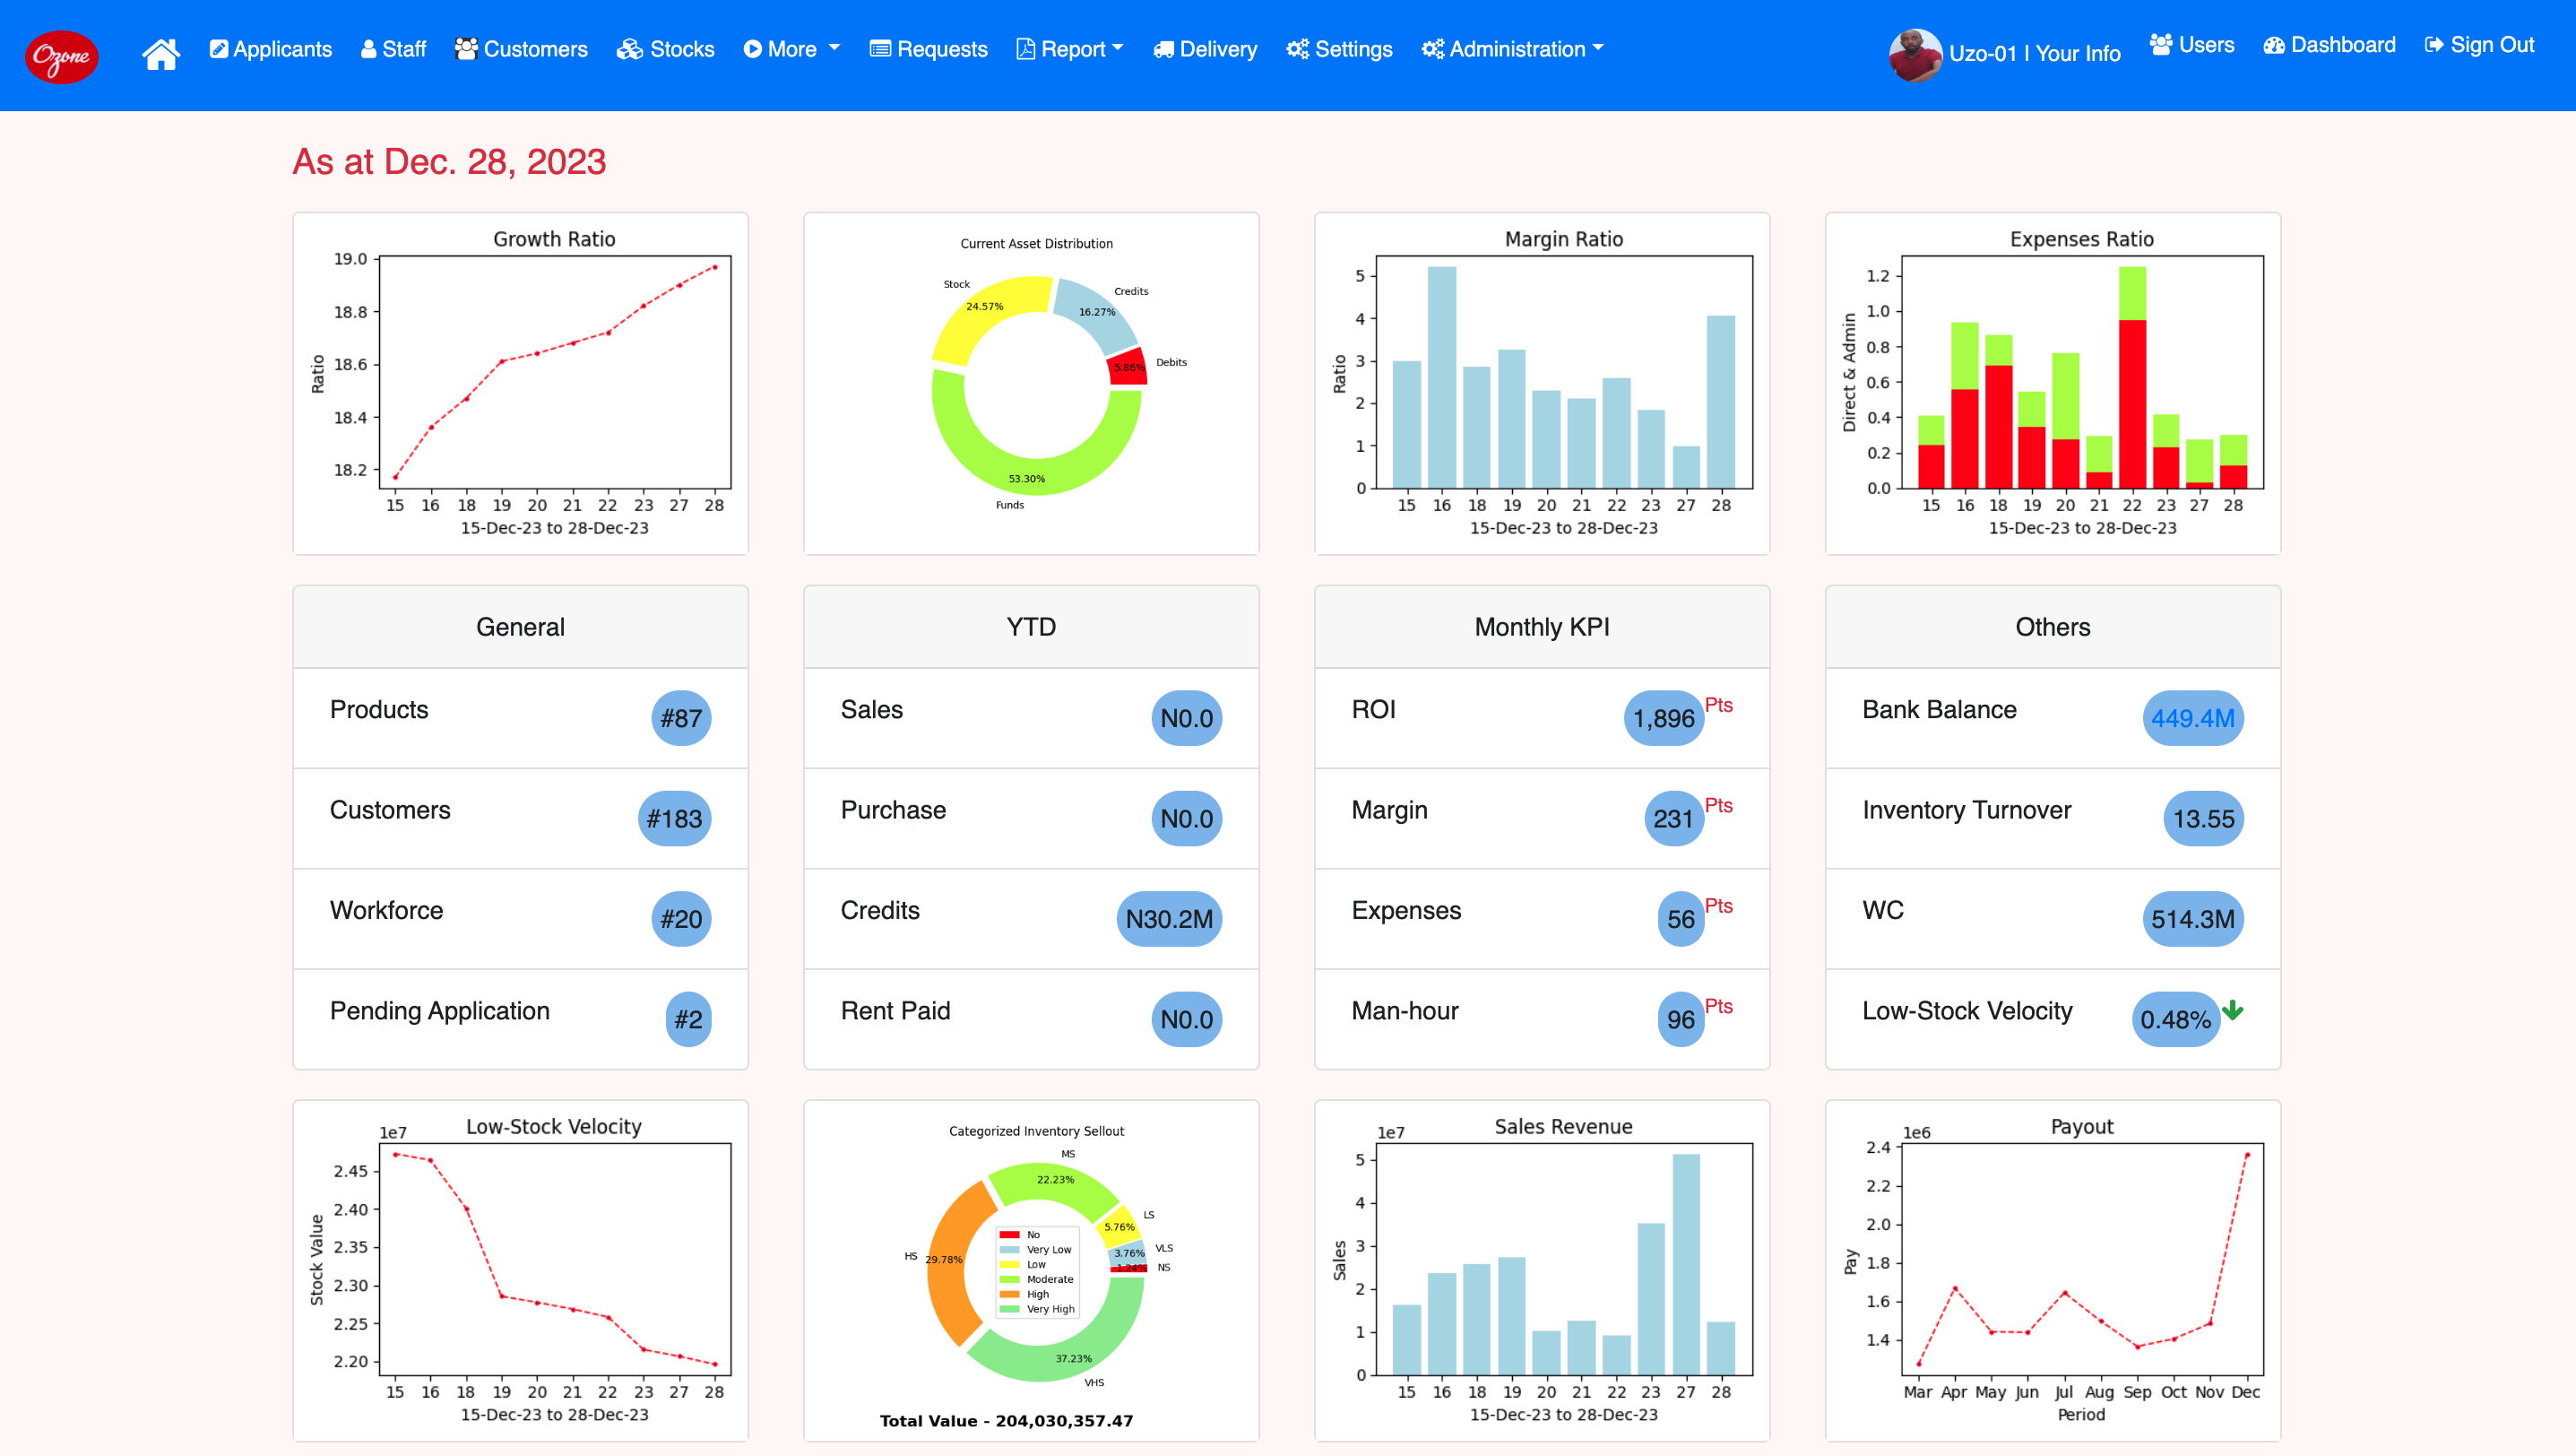 Ozone
Applicants Staff Customers Stocks More Requests Report Delivery Settings Administration Uzo-01 | Your Info Users Dashboard Sign Out
As at Dec. 28, 2023
Growth Ratio
19.0
18.8
18.6
18.4
18.2
Ratio
15 16 18 19 20 21 22 23 27 28
15-Dec-23 to 28-Dec-23
Current Asset Distribution
Stock
24.57%
Credits
16.27%
Debits
5.86%
53.30%
Funds
Margin Ratio
5
4
3
2
1
0
Ratio
15 16 18 19 20 21 22 23 27 28
15-Dec-23 to 28-Dec-23
Expenses Ratio
1.2
1.0
0.8
0.6
0.4
0.2
0.0
Direct & Admin
15 16 18 19 20 21 22 23 27 28
15-Dec-23 to 28-Dec-23
General
Products #87
Customers #183
Workforce #20
Pending Application #2
YTD
Sales N0.0
Purchase N0.0
Credits N30.2M
Rent Paid N0.0
Monthly KPI
ROI 1,896 Pts
Margin 231 Pts
Expenses 56 Pts
Man-hour 96 Pts
Others
Bank Balance 449.4M
Inventory Turnover 13.55
WC 514.3M
Low-Stock Velocity 0.48%
Low-Stock Velocity
1e7
2.45
2.40
2.35
2.30
2.25
2.20
Stock Value
15 16 18 19 20 21 22 23 27 28
15-Dec-23 to 28-Dec-23
Categorized Inventory Sellout
MS
22.23%
LS
5.76%
VLS
3.76%
NS
1.24%
HS
29.78%
No
Very Low
Low
Moderate
High
Very High
37.23%
VHS
Total Value - 204,030,357.47
Sales Revenue
1e7
5
4
3
2
1
0
Sales
15 16 18 19 20 21 22 23 27 28
15-Dec-23 to 28-Dec-23
Payout
1e6
2.4
2.2
2.0
1.8
1.6
1.4
Pay
Mar Apr May Jun Jul Aug Sep Oct Nov Dec
Period